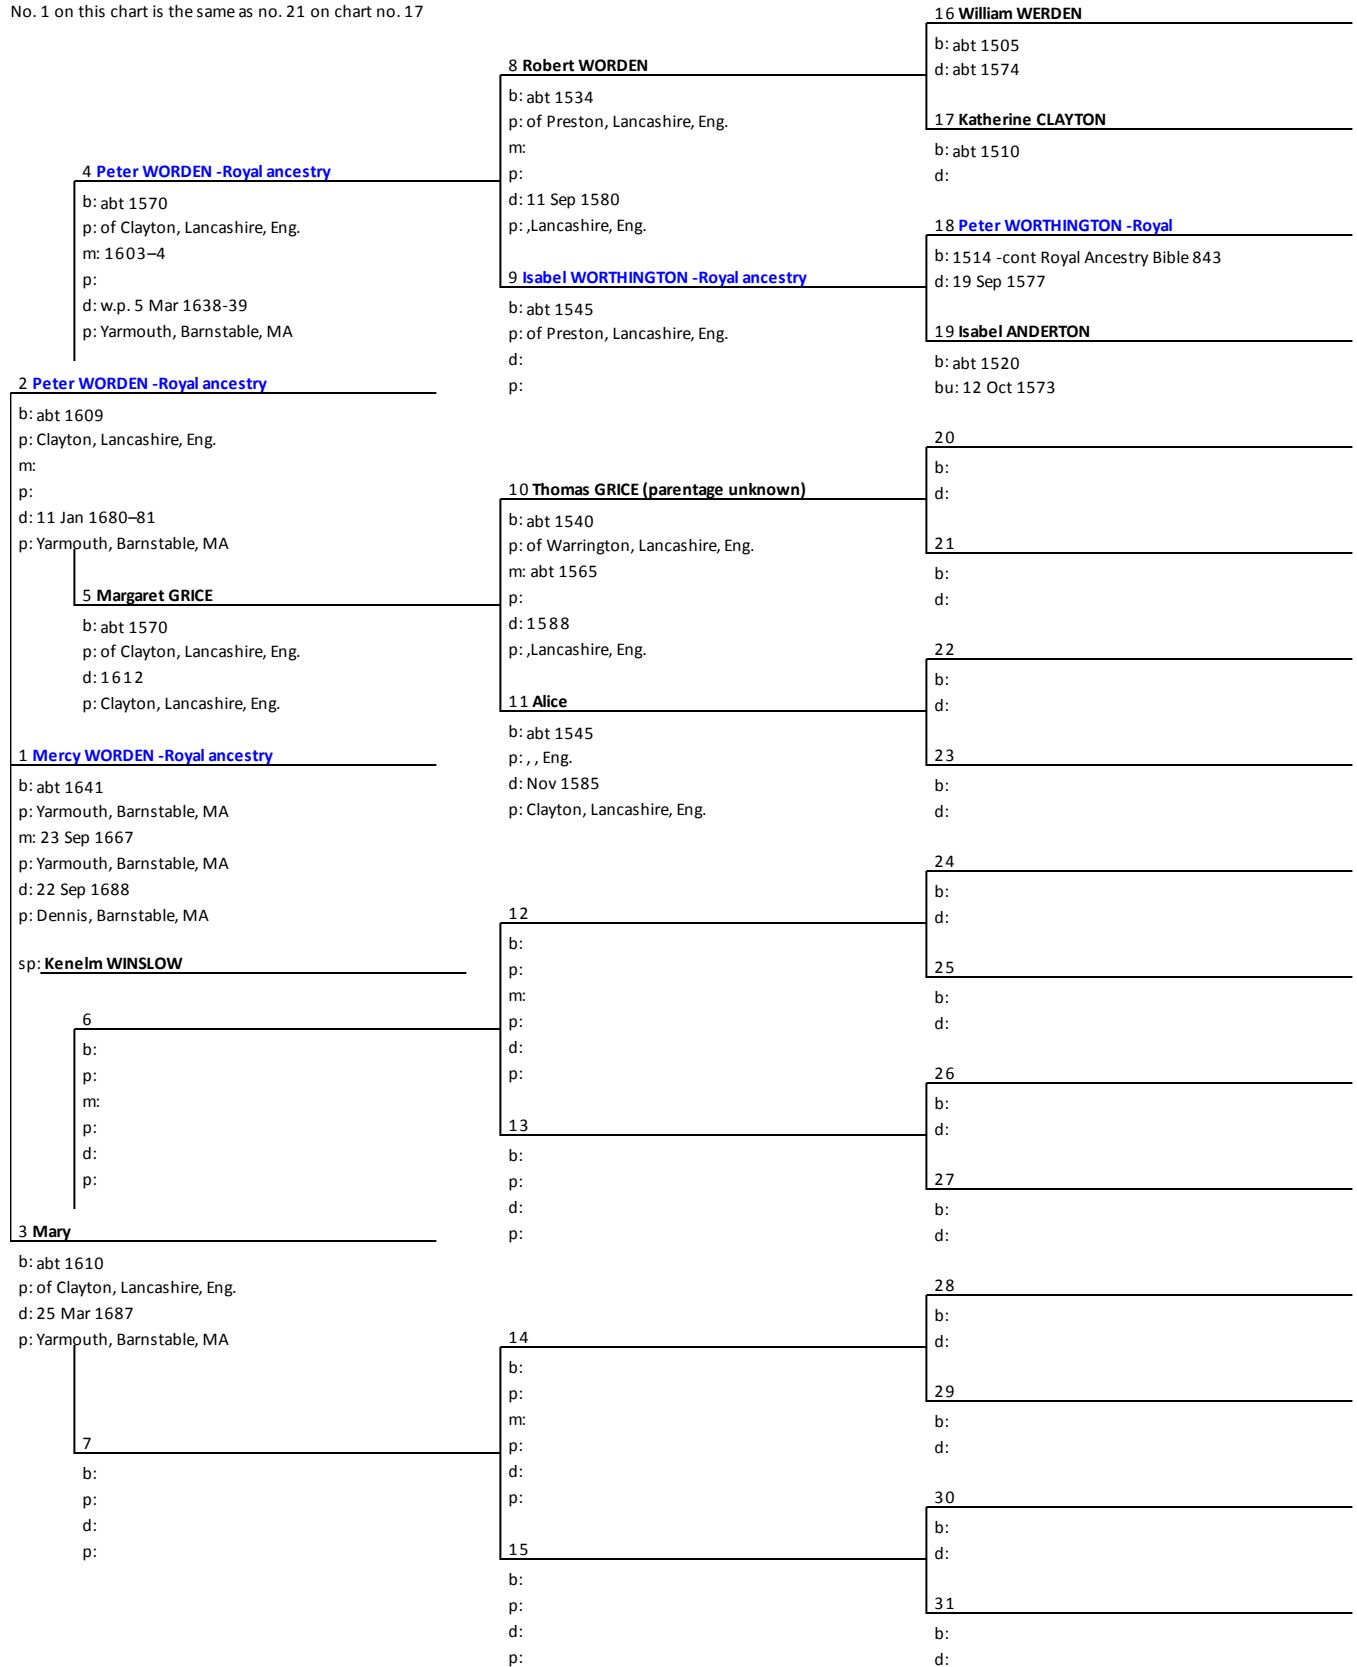 No. 1 on this chart is the same as no. 21 on chart no. 17
16 William WERDEN
b: abt 1505
d: abt 1574
8 Robert WORDEN
b: abt 1534
p: of Preston, Lancashire, Eng.
m:
p:
d: 11 Sep 1580
p: ,Lancashire, Eng.
17 Katherine CLAYTON
b: abt 1510
d:
4 Peter WORDEN -Royal ancestry
b: abt 1570
p: of Clayton, Lancashire, Eng.
m: 1603–4
p:
d: w.p. 5 Mar 1638-39
p: Yarmouth, Barnstable, MA
18 Peter WORTHINGTON -Royal
b: 1514 -cont Royal Ancestry Bible 843
d: 19 Sep 1577
9 Isabel WORTHINGTON -Royal ancestry
b: abt 1545
p: of Preston, Lancashire, Eng.
d:
p:
19 Isabel ANDERTON
b: abt 1520
bu: 12 Oct 1573
2 Peter WORDEN -Royal ancestry
b: abt 1609
p: Clayton, Lancashire, Eng.
m:
p:
d: 11 Jan 1680–81
p: Yarmouth, Barnstable, MA
20
b:
d:
10 Thomas GRICE (parentage unknown)
b: abt 1540
p: of Warrington, Lancashire, Eng.
m: abt 1565
p:
d: 1588
p: ,Lancashire, Eng.
21
b:
d:
5 Margaret GRICE
b: abt 1570
p: of Clayton, Lancashire, Eng.
d: 1612
p: Clayton, Lancashire, Eng.
22
b:
d:
11 Alice
b: abt 1545
p: , , Eng.
d: Nov 1585
p: Clayton, Lancashire, Eng.
23
b:
d:
1 Mercy WORDEN -Royal ancestry
b: abt 1641
p: Yarmouth, Barnstable, MA
m: 23 Sep 1667
p: Yarmouth, Barnstable, MA
d: 22 Sep 1688
p: Dennis, Barnstable, MA
sp: Kenelm WINSLOW
24
b:
d:
12
b:
p:
m:
p:
d:
p:
25
b:
d:
6
b:
p:
m:
p:
d:
p:
26
b:
d:
13
b:
p:
d:
p:
27
b:
d:
3 Mary
b: abt 1610
p: of Clayton, Lancashire, Eng.
d: 25 Mar 1687
p: Yarmouth, Barnstable, MA
28
b:
d:
14
b:
p:
m:
p:
d:
p:
29
b:
d:
7
b:
p:
d:
p:
30
b:
d:
15
b:
p:
d:
p:
31
b:
d: